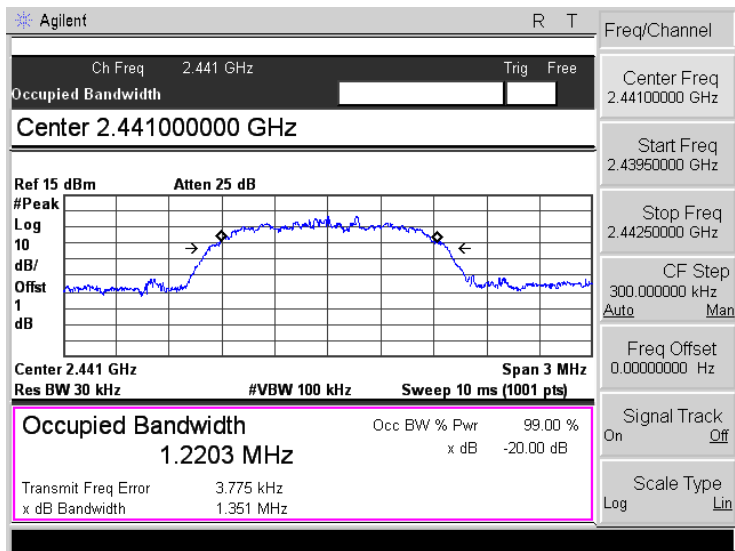 Agilent R T
Ch Freq 2.441 GHz Trig Free
Occupied Bandwidth
Center 2.441000000 GHz
Ref 15 dBm Atten 25 dB
#Peak
Log
10
dB/
Offst
1
dB
Center 2.441 GHz Span 3 MHz
Res BW 30 kHz #VBW 100 kHz Sweep 10 ms (1001 pts)
Occupied Bandwidth
1.2203 MHz
Occ BW % Pwr 99.00 %
x dB -20.00 dB
Transmit Freq Error 3.775 kHz
x dB Bandwidth 1.351 MHz
Freq/Channel
Center Freq
2.44100000 GHz
Start Freq
2.43950000 GHz
Stop Freq
2.44250000 GHz
CF Step
300.000000 kHz
Auto Man
Freq Offset
0.00000000 Hz
Signal Track
On Off
Scale Type
Log Lin